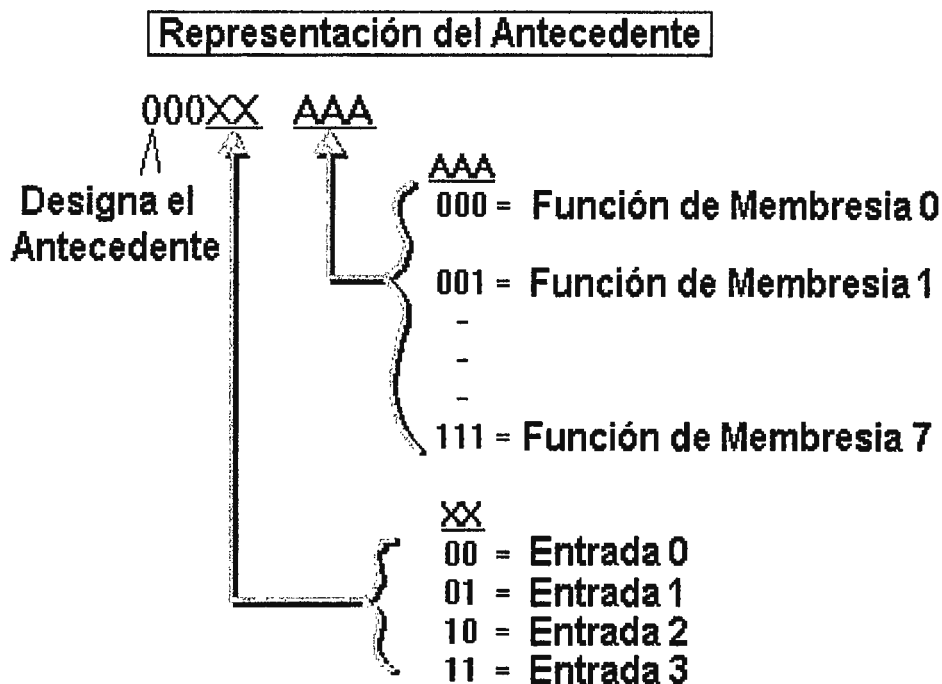 Representación del Antecedente
000XX AAA
Designa el
Antecedente
AAA
000 = Función de Membresia 0
001 = Función de Membresia 1
-
-
-
111 = Función de Membresia 7
XX
00 = Entrada 0
01 = Entrada 1
10 = Entrada 2
11 = Entrada 3